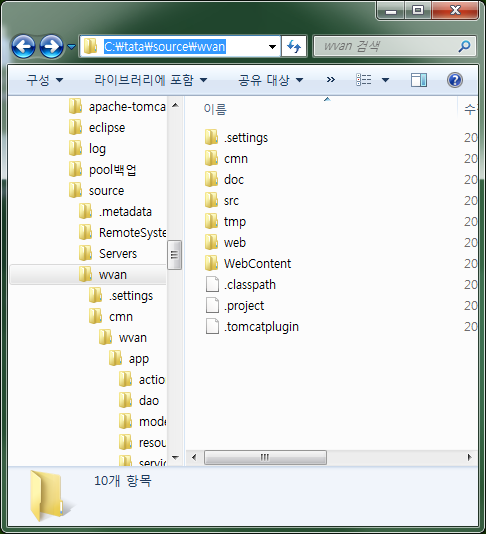 C:₩tata₩source₩wvan
wvan 검색
구성
라이브러리에 포함
공유 대상
»
apache-tomca
eclipse
log
pool백업
source
.metadata
RemoteSyste
Servers
wvan
.settings
cmn
wvan
app
actio
dao
mode
resou
servic
이름
수정
.settings
20
cmn
20
doc
20
src
20
tmp
20
web
20
WebContent
20
.classpath
20
.project
20
.tomcatplugin
20
10개 항목